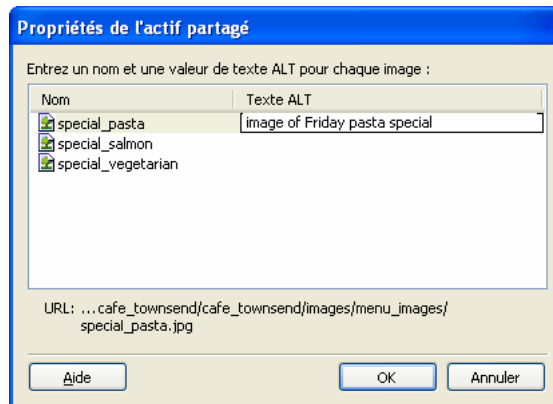 Propriétés de l'actif partagé
Entrez un nom et une valeur de texte ALT pour chaque image :
Nom Texte ALT
special_pasta image of Friday pasta special
special_salmon
special_vegetarian
URL: ...cafe_townsend/cafe_townsend/images/menu_images/
special_pasta.jpg
Aide OK Annuler